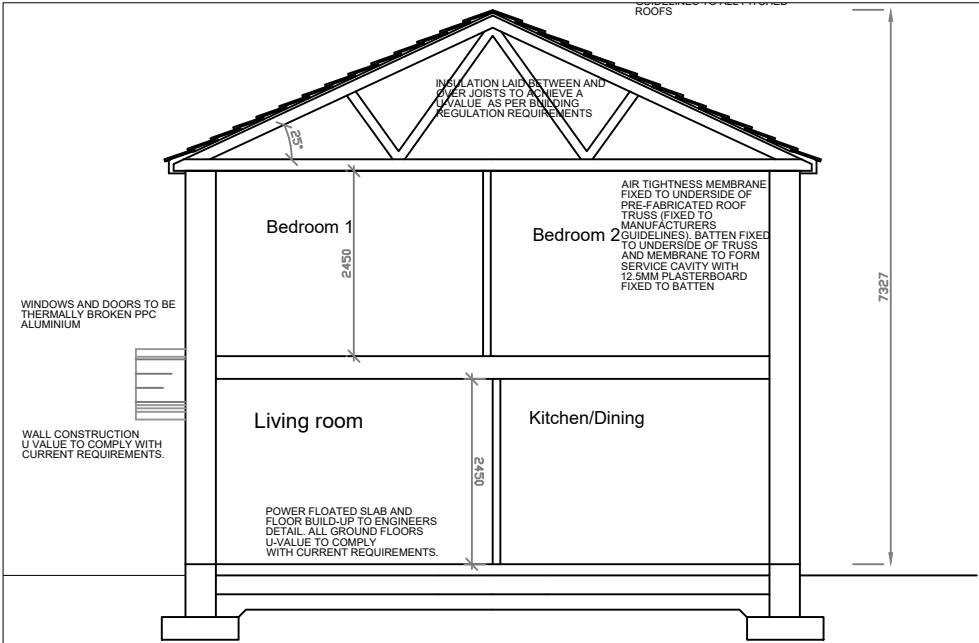 GUIDELINES TO ALL PITCHED
ROOFS
INSULATION LAID BETWEEN AND
OVER JOISTS TO ACHIEVE A
U-VALUE AS PER BUILDING
REGULATION REQUIREMENTS
25°
AIR TIGHTNESS MEMBRANE
FIXED TO UNDERSIDE OF
PRE-FABRICATED ROOF
TRUSS (FIXED TO
MANUFACTURERS
GUIDELINES). BATTEN FIXED
TO UNDERSIDE OF TRUSS
AND MEMBRANE TO FORM
SERVICE CAVITY WITH
12.5MM PLASTERBOARD
FIXED TO BATTEN
Bedroom 1
Bedroom 2
2450
7327
WINDOWS AND DOORS TO BE
THERMALLY BROKEN PPC
ALUMINIUM
Living room
Kitchen/Dining
WALL CONSTRUCTION
U VALUE TO COMPLY WITH
CURRENT REQUIREMENTS.
2450
POWER FLOATED SLAB AND
FLOOR BUILD-UP TO ENGINEERS
DETAIL. ALL GROUND FLOORS
U-VALUE TO COMPLY
WITH CURRENT REQUIREMENTS.